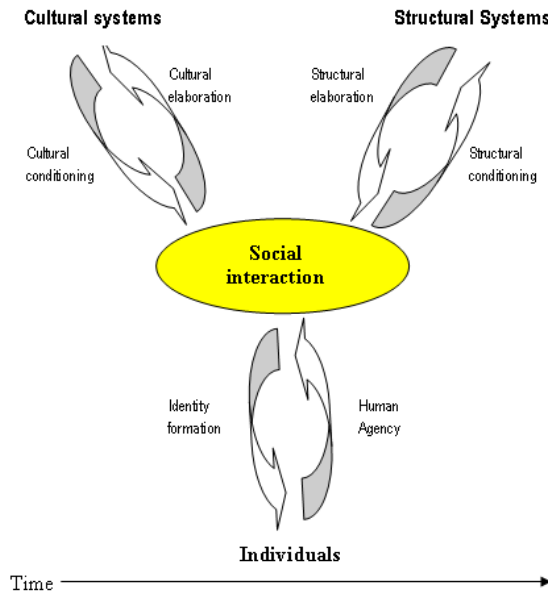 Cultural systems
Structural Systems
Cultural
elaboration
Structural
elaboration
Cultural
conditioning
Structural
conditioning
Social
interaction
Identity
formation
Human
Agency
Individuals
Time